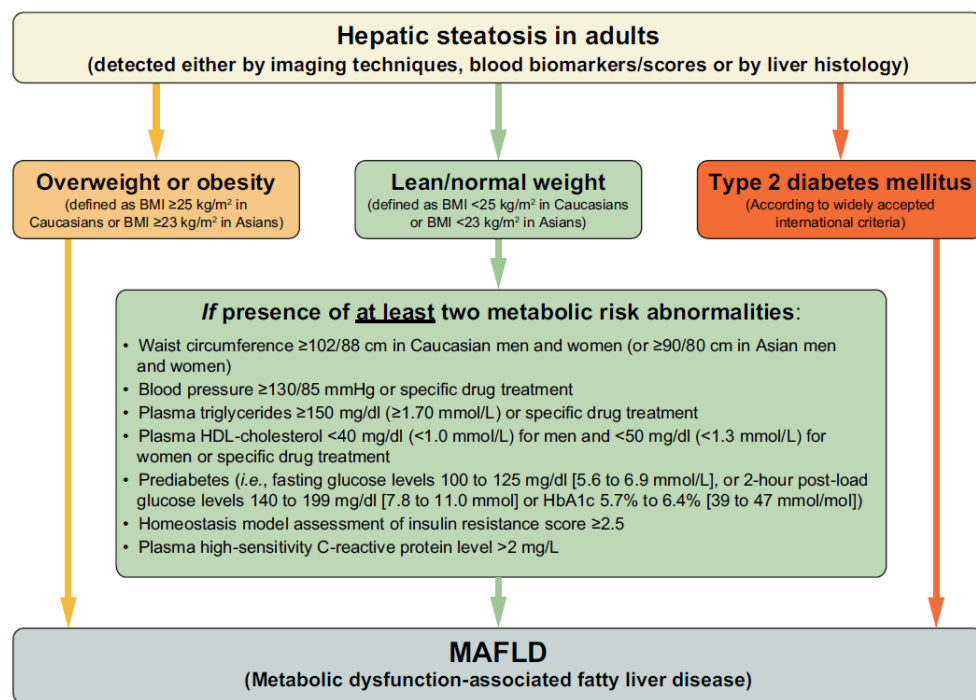 Hepatic steatosis in adults
(detected either by imaging techniques, blood biomarkers/scores or by liver histology)
Overweight or obesity
(defined as BMI ≥25 kg/m² in
Caucasians or BMI ≥23 kg/m² in Asians)
Lean/normal weight
(defined as BMI <25 kg/m² in Caucasians
or BMI <23 kg/m² in Asians)
Type 2 diabetes mellitus
(According to widely accepted
international criteria)
If presence of at least two metabolic risk abnormalities:
• Waist circumference ≥102/88 cm in Caucasian men and women (or ≥90/80 cm in Asian men
and women)
• Blood pressure ≥130/85 mmHg or specific drug treatment
• Plasma triglycerides ≥150 mg/dl (≥1.70 mmol/L) or specific drug treatment
• Plasma HDL-cholesterol <40 mg/dl (<1.0 mmol/L) for men and <50 mg/dl (<1.3 mmol/L) for
women or specific drug treatment
• Prediabetes (i.e., fasting glucose levels 100 to 125 mg/dl [5.6 to 6.9 mmol/L], or 2-hour post-load
glucose levels 140 to 199 mg/dl [7.8 to 11.0 mmol] or HbA1c 5.7% to 6.4% [39 to 47 mmol/mol])
• Homeostasis model assessment of insulin resistance score ≥2.5
• Plasma high-sensitivity C-reactive protein level >2 mg/L
MAFLD
(Metabolic dysfunction-associated fatty liver disease)